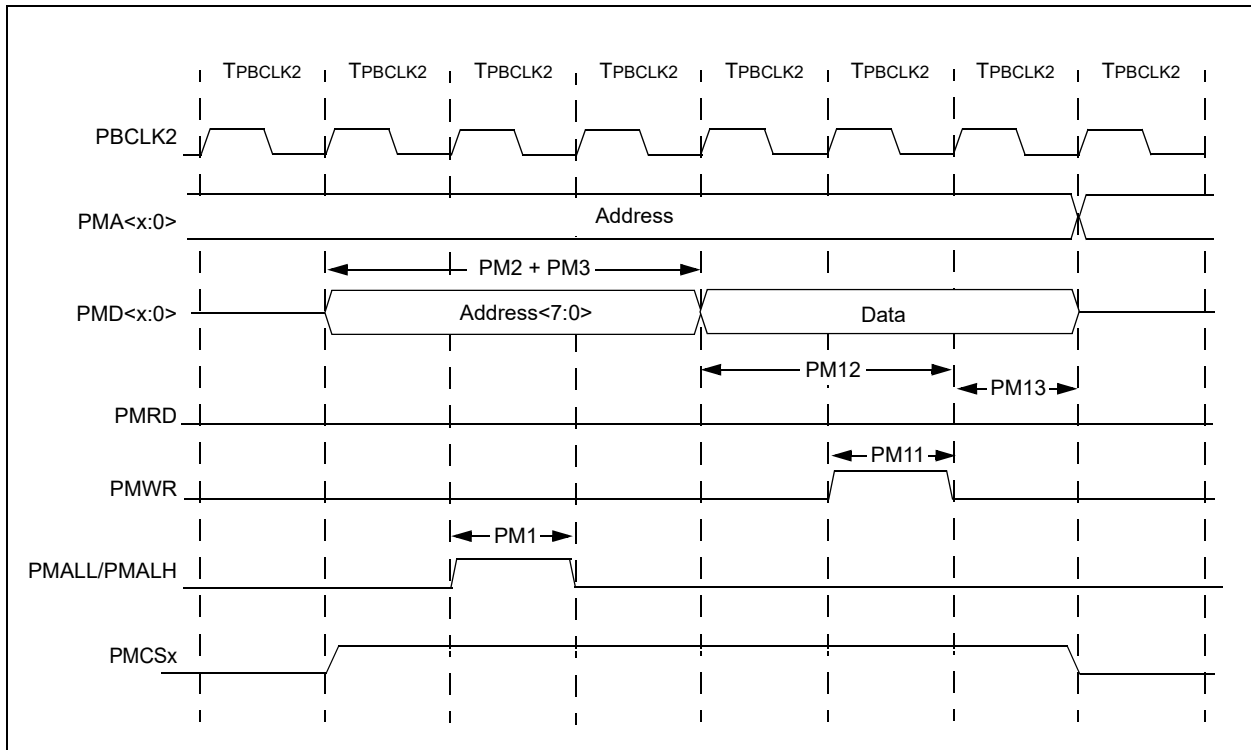 TPBCLK2 TPBCLK2 TPBCLK2 TPBCLK2 TPBCLK2 TPBCLK2 TPBCLK2 TPBCLK2
PBCLK2
PMA<x:0>
Address
PM2 + PM3
PMD<x:0>
Address<7:0>
Data
PM12
PM13
PMRD
PM11
PMWR
PM1
PMALL/PMALH
PMCSx